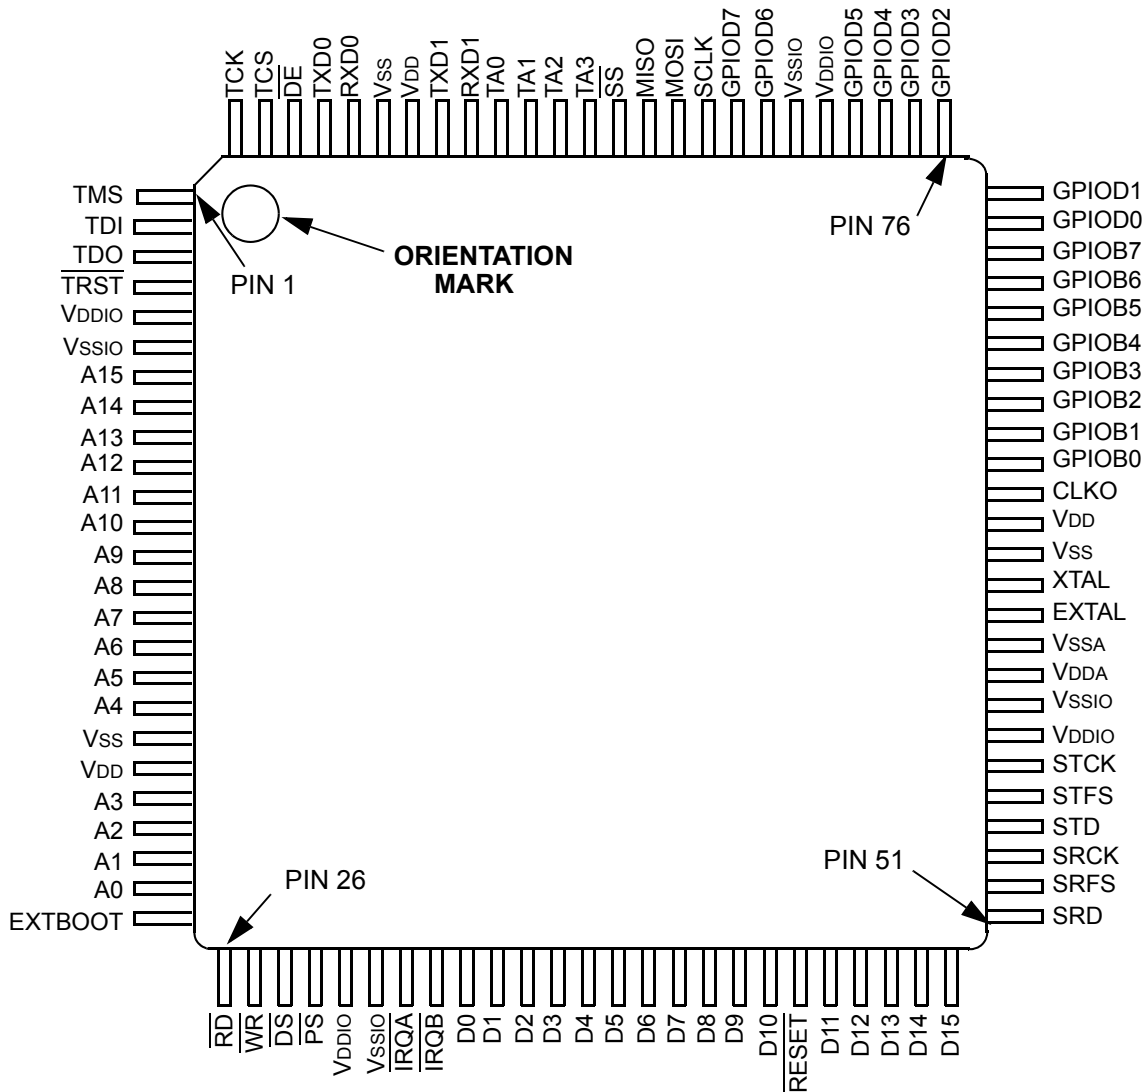 TCK
TCS
DE
TXD0
RXD0
VSS
VDD
TXD1
RXD1
TA0
TA1
TA2
TA3
SS
MISO
MOSI
SCLK
GPIOD7
GPIOD6
VSSIO
VDDIO
GPIOD5
GPIOD4
GPIOD3
GPIOD2
TMS
TDI
TDO
TRST
VDDIO
VSSIO
A15
A14
A13
A12
A11
A10
A9
A8
A7
A6
A5
A4
VSS
VDD
A3
A2
A1
A0
EXTBOOT
PIN 1
ORIENTATION
MARK
PIN 76
PIN 26
PIN 51
GPIOD1
GPIOD0
GPIOB7
GPIOB6
GPIOB5
GPIOB4
GPIOB3
GPIOB2
GPIOB1
GPIOB0
CLKO
VDD
VSS
XTAL
EXTAL
VSSA
VDDA
VSSIO
VDDIO
STCK
STFS
STD
SRCK
SRFS
SRD
RD
WR
DS
PS
VDDIO
VSSIO
IRQA
IRQB
D0
D1
D2
D3
D4
D5
D6
D7
D8
D9
D10
RESET
D11
D12
D13
D14
D15